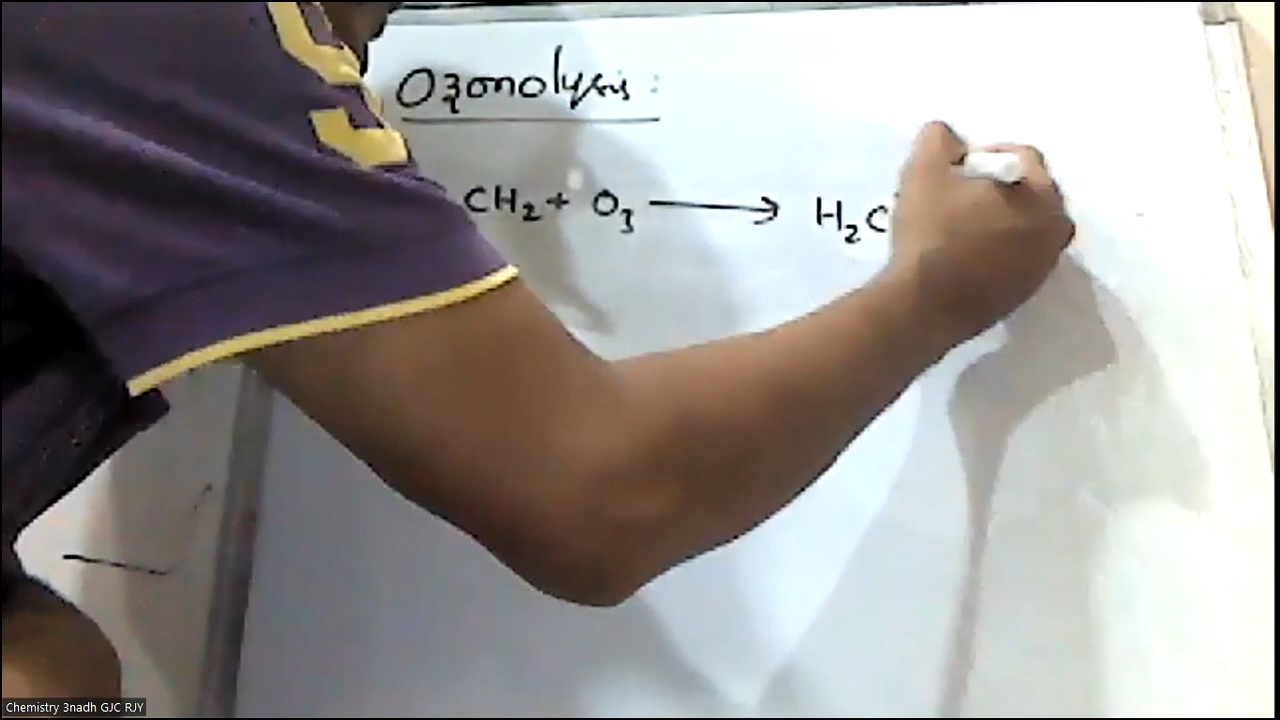 Ozonolysis :
CH₂ + O₃ ⟶ H₂C
Chemistry 3nadh GJC RJY